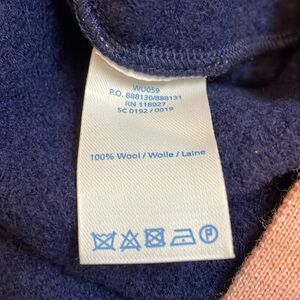 WU059
P.O. 888130/888131
RN 118027
SC 0192 / 0019
100% Wool / Wolle / Laine
P